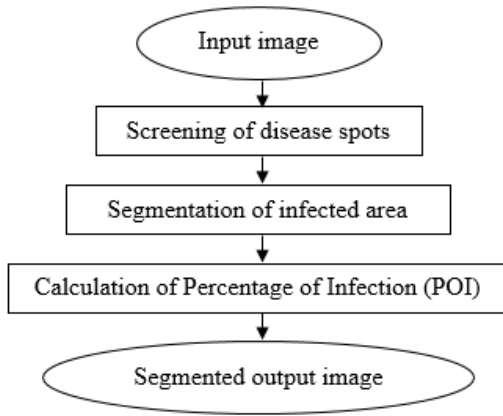 Input image
Screening of disease spots
Segmentation of infected area
Calculation of Percentage of Infection (POI)
Segmented output image